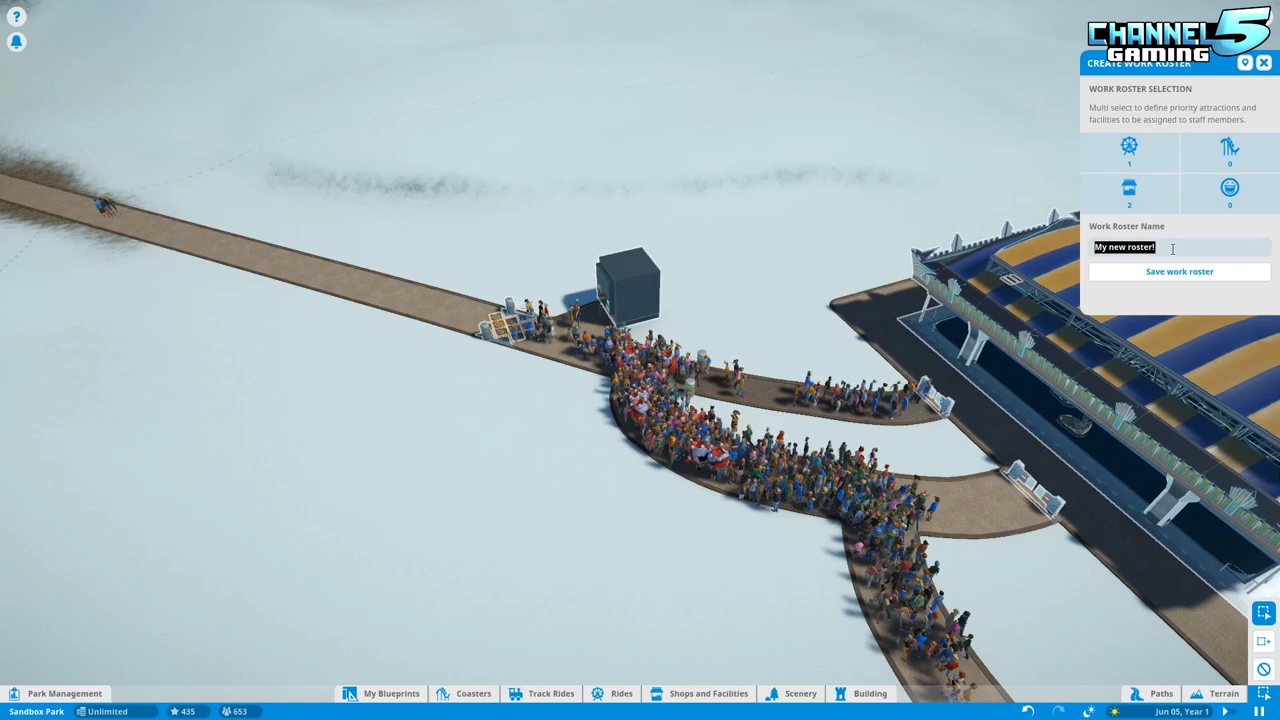 ?
CHANNEL 5
GAMING
CREATE WORK ROSTER
WORK ROSTER SELECTION
Multi select to define priority attractions and
facilities to be assigned to staff members.
1
0
2
0
Work Roster Name
My new roster!
Save work roster
Park Management
My Blueprints
Coasters
Track Rides
Rides
Shops and Facilities
Scenery
Building
Paths
Terrain
Sandbox Park
Unlimited
435
653
Jun 05, Year 1